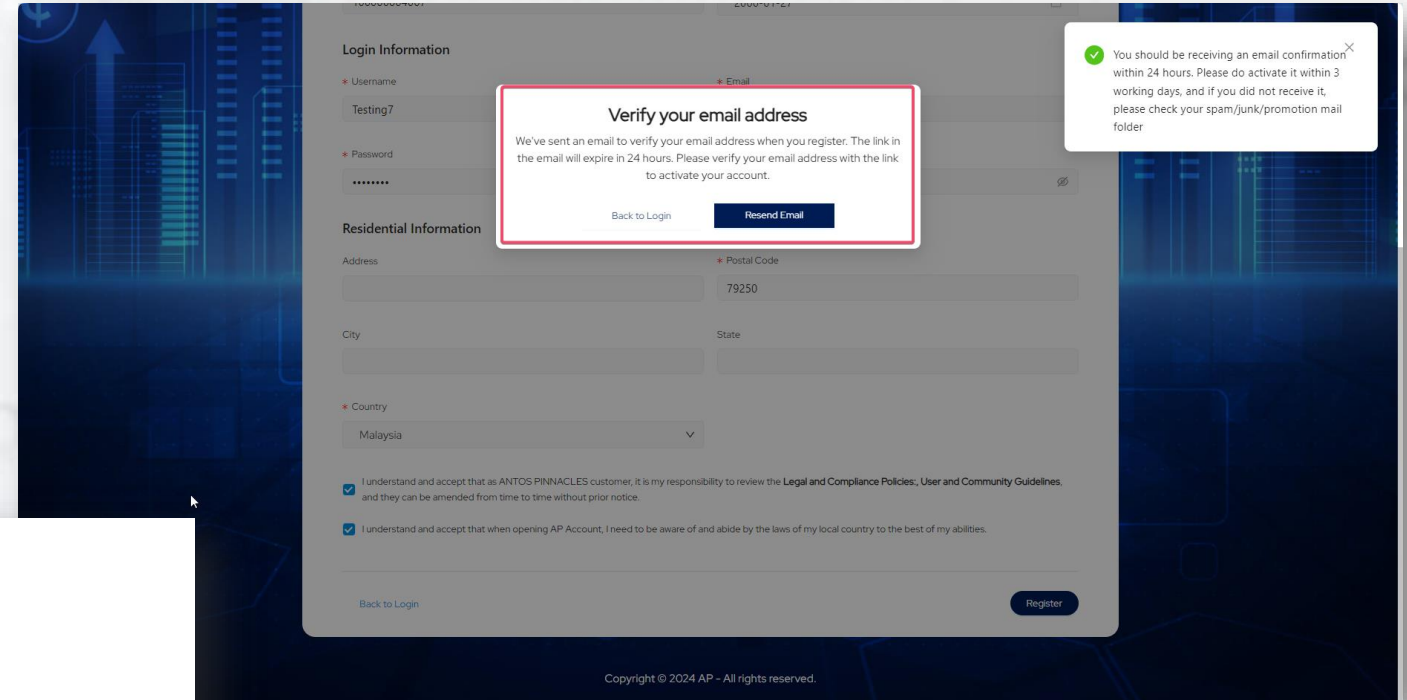 2000-01-27
Login Information
* Username
* Email
Testing7
* Password
••••••••
Verify your email address
We've sent an email to verify your email address when you register. The link in
the email will expire in 24 hours. Please verify your email address with the link
to activate your account.
Back to Login
Resend Email
You should be receiving an email confirmation
within 24 hours. Please do activate it within 3
working days, and if you did not receive it,
please check your spam/junk/promotion mail
folder
Residential Information
Address
* Postal Code
79250
City
State
* Country
Malaysia
I understand and accept that as ANTOS PINNACLES customer, it is my responsibility to review the Legal and Compliance Policies:, User and Community Guidelines,
and they can be amended from time to time without prior notice.
I understand and accept that when opening AP Account, I need to be aware of and abide by the laws of my local country to the best of my abilities.
Back to Login
Register
Copyright © 2024 AP - All rights reserved.